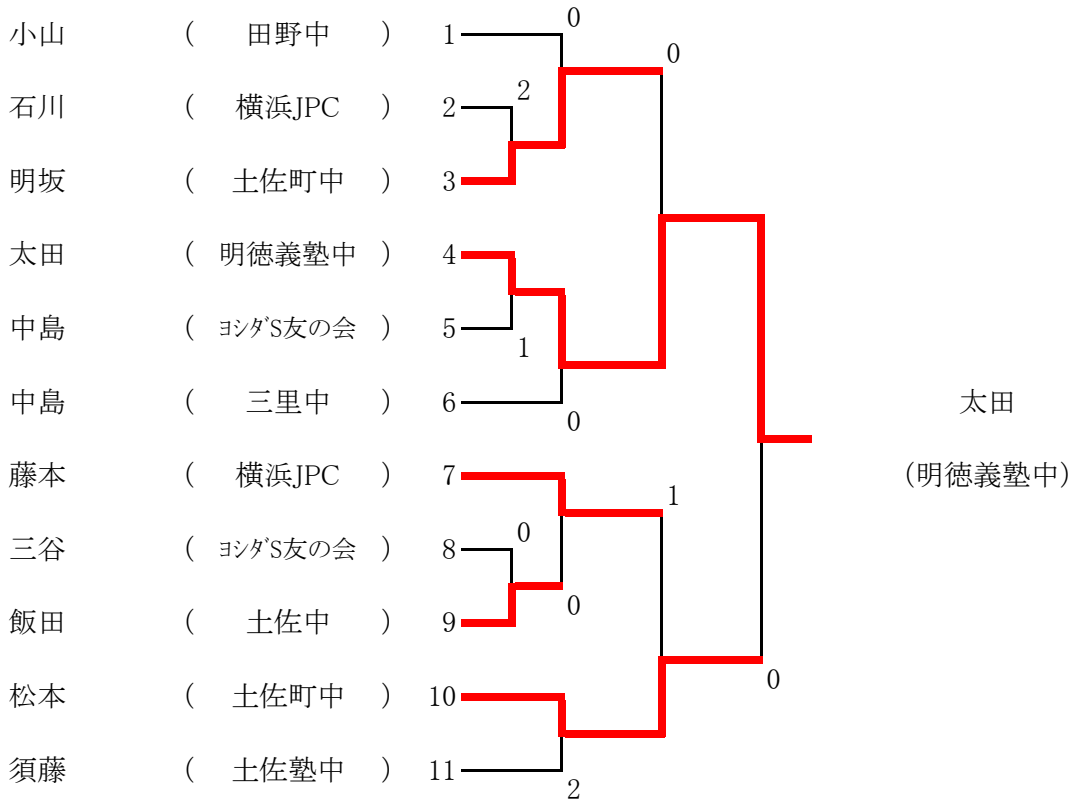 小山 ( 田野中 ) 1 0
0
石川 ( 横浜JPC ) 2 2
明坂 ( 土佐町中 ) 3
太田 ( 明徳義塾中 ) 4
中島 ( ﾖｼﾀﾞS友の会 ) 5
1
中島 ( 三里中 ) 6 太田
0
藤本 ( 横浜JPC ) 7 (明徳義塾中)
1
0
三谷 ( ﾖｼﾀﾞS友の会 ) 8
0
飯田 ( 土佐中 ) 9
0
松本 ( 土佐町中 ) 10
須藤 ( 土佐塾中 ) 11
2